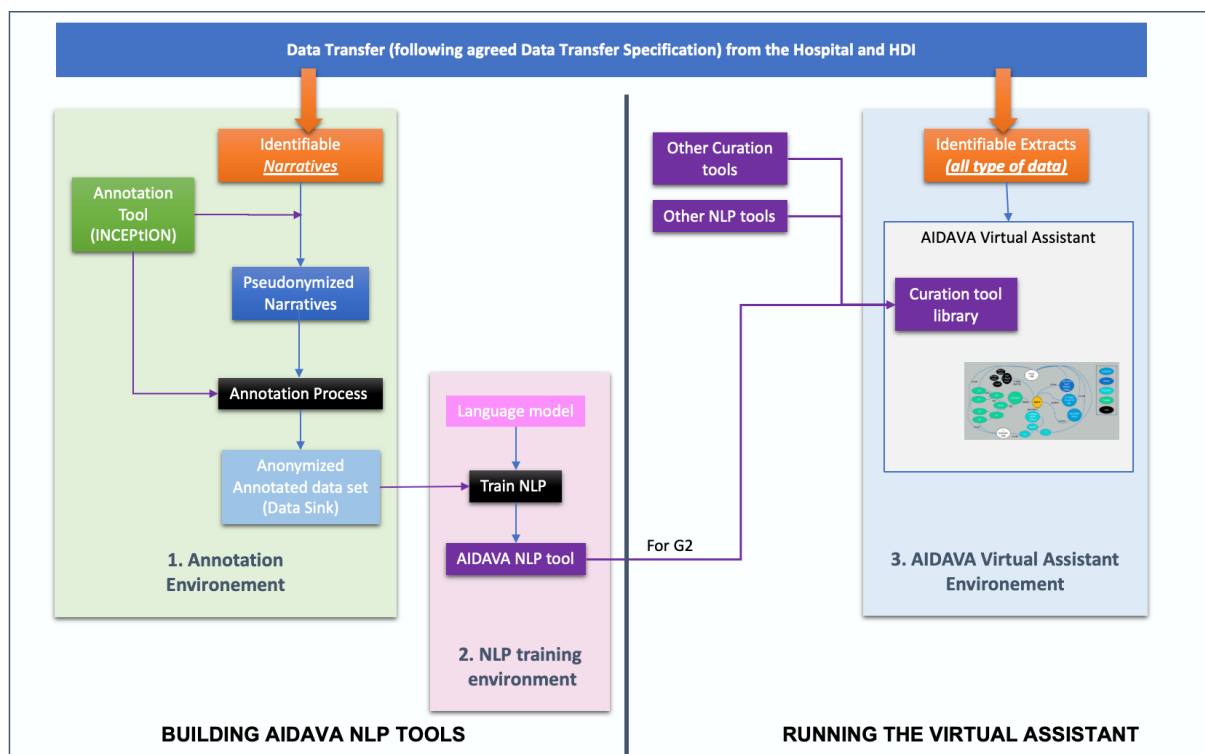 Data Transfer (following agreed Data Transfer Specification) from the Hospital and HDI
Identifiable
Narratives
Annotation
Tool
(INCEPtION)
Pseudonymized
Narratives
Annotation Process
Anonymized
Annotated data set
(Data Sink)
1. Annotation
Environement
Language model
Train NLP
AIDAVA NLP tool
2. NLP training
environment
For G2
BUILDING AIDAVA NLP TOOLS
Other Curation
tools
Other NLP tools
Identifiable Extracts
(all type of data)
AIDAVA Virtual Assistant
Curation tool
library
3. AIDAVA Virtual Assistant
Environement
RUNNING THE VIRTUAL ASSISTANT